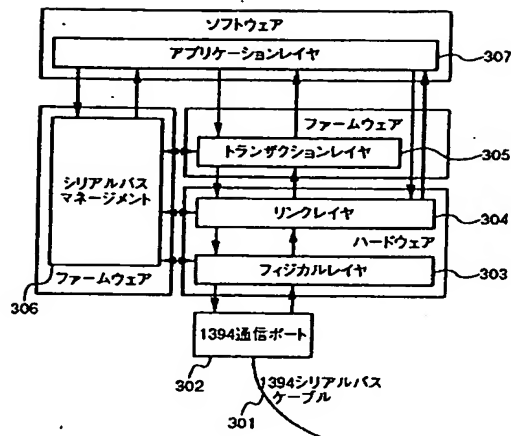 ソフトウェア
アプリケーションレイヤ
307
ファームウェア
トランザクションレイヤ
305
シリアルバス
マネージメント
リンクレイヤ
304
ハードウェア
フィジカルレイヤ
303
ファームウェア
306
1394通信ポート
302
1394シリアルバス
ケーブル
301